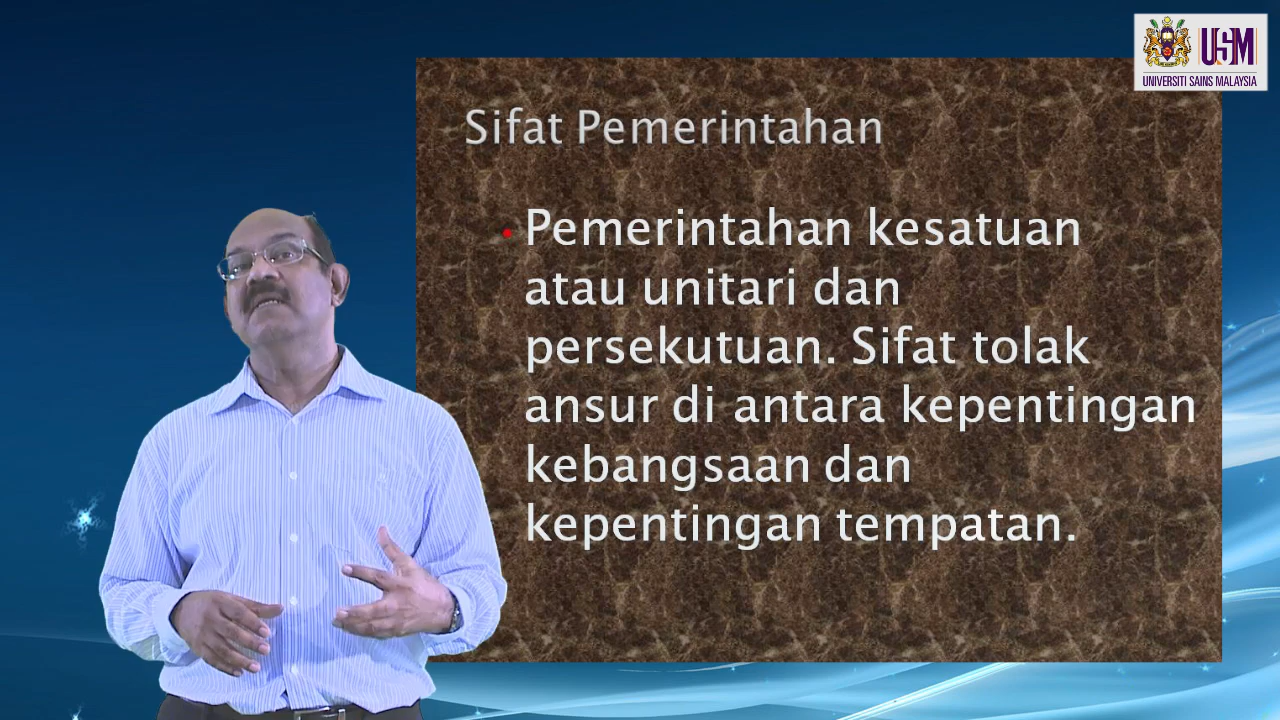 USM
UNIVERSITI SAINS MALAYSIA
Sifat Pemerintahan
• Pemerintahan kesatuan
atau unitari dan
persekutuan. Sifat tolak
ansur di antara kepentingan
kebangsaan dan
kepentingan tempatan.